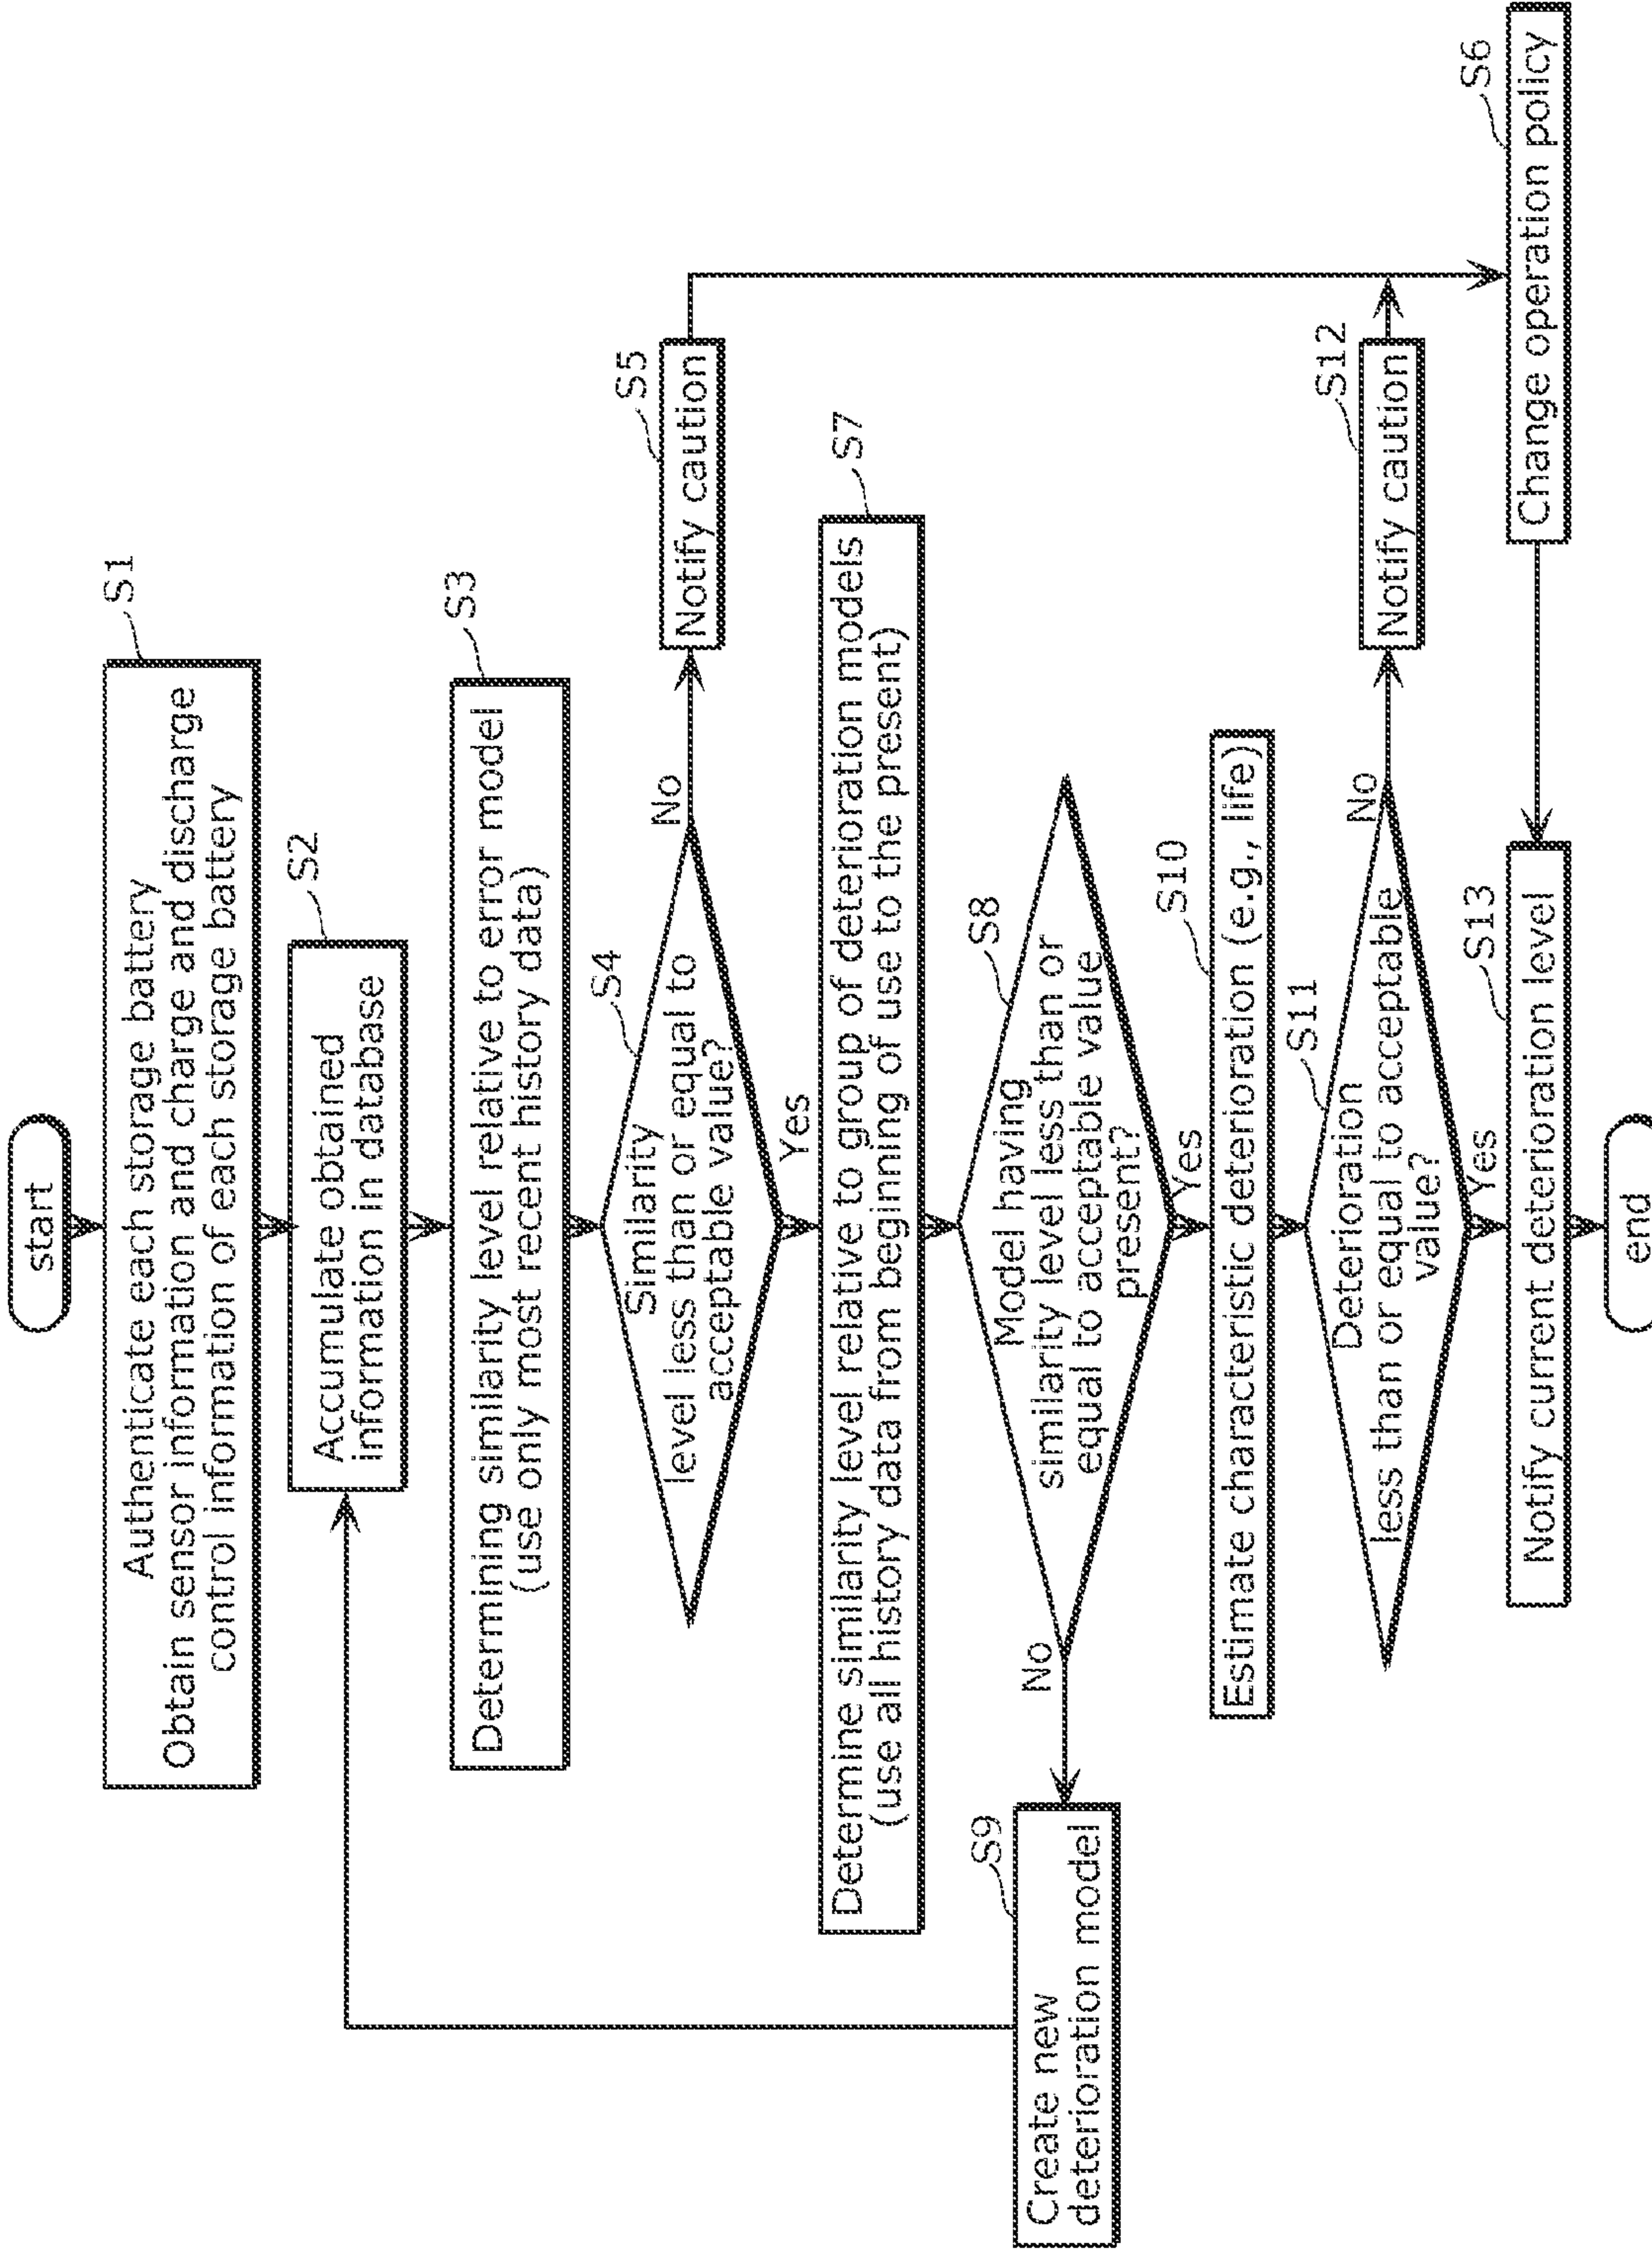 start
S1
Authenticate each storage battery
Obtain sensor information and charge and discharge
control information of each storage battery
S2
Accumulate obtained
information in database
S3
Determining similarity level relative to error model
(use only most recent history data)
S4
Similarity
level less than or equal to
acceptable value?
No
S5
Notify caution
Yes
S7
Determine similarity level relative to group of deterioration models
(use all history data from beginning of use to the present)
S8
Model having
similarity level less than or
equal to acceptable value
present?
No
S9
Create new
deterioration model
Yes
S10
Estimate characteristic deterioration (e.g., life)
S11
Deterioration
less than or equal to acceptable
value?
No
S12
Notify caution
Yes
S6
Change operation policy
S13
Notify current deterioration level
end